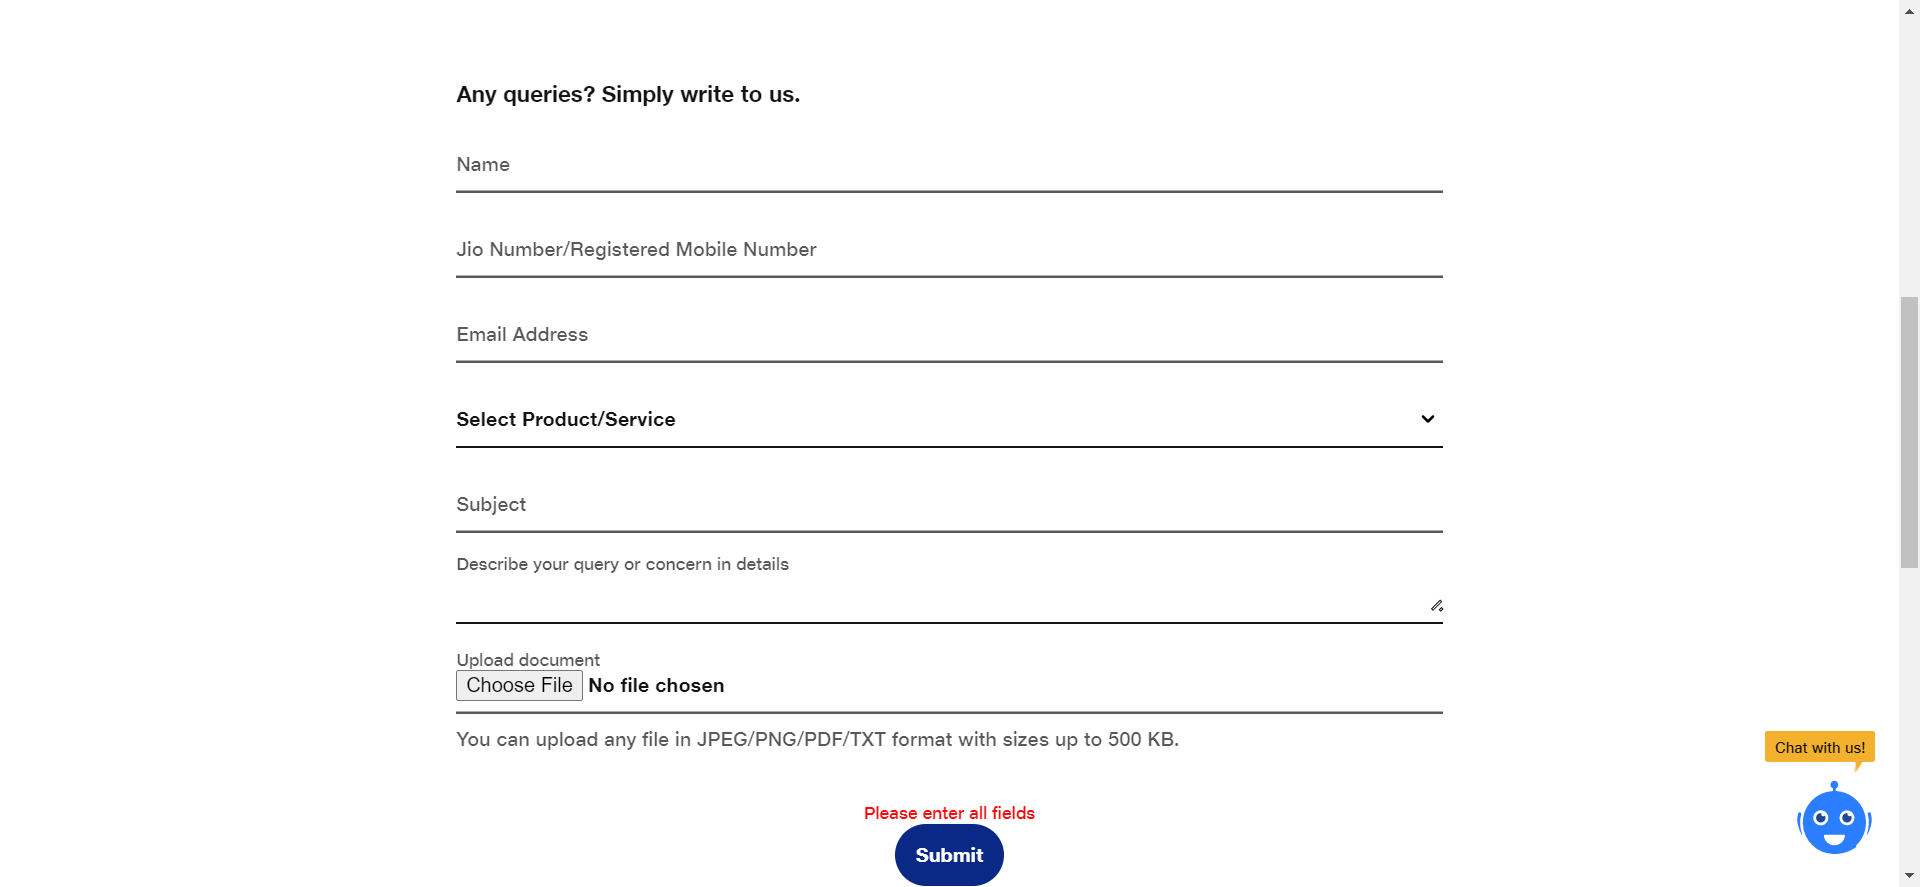 Any queries? Simply write to us.
Name
Jio Number/Registered Mobile Number
Email Address
Select Product/Service
Subject
Describe your query or concern in details
Upload document
Choose File No file chosen
You can upload any file in JPEG/PNG/PDF/TXT format with sizes up to 500 KB.
Chat with us!
Please enter all fields
Submit